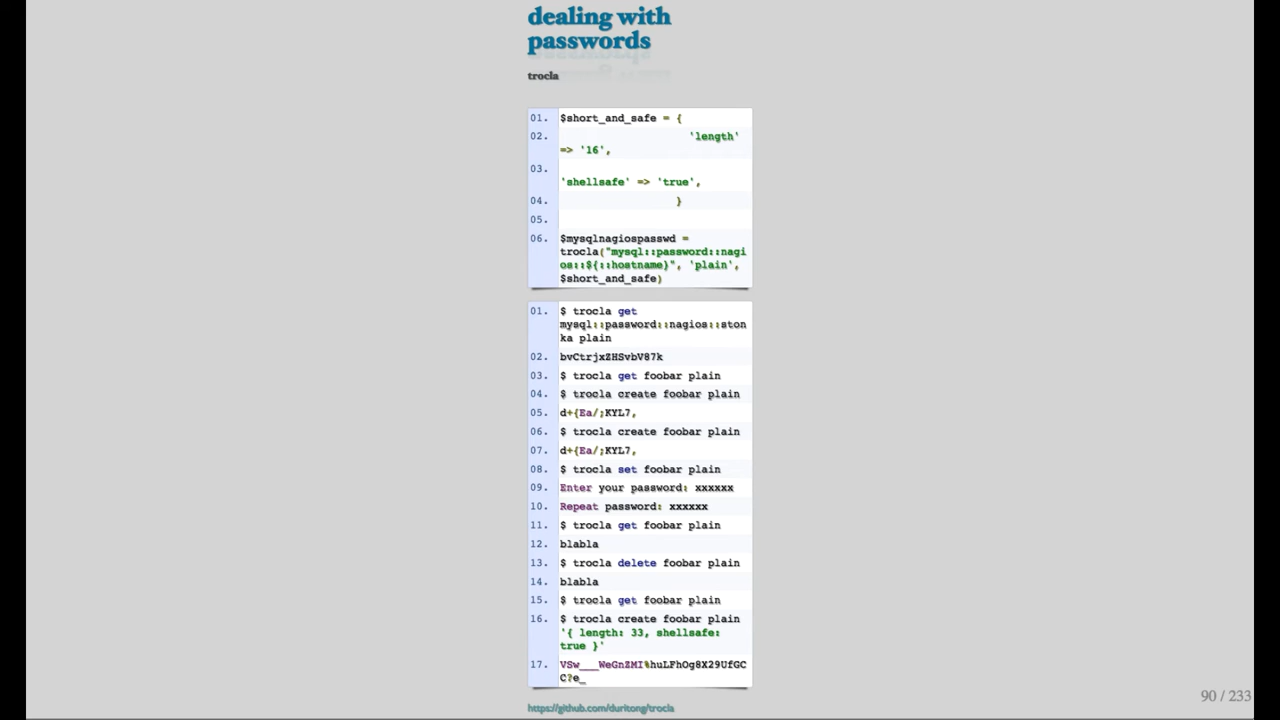 dealing with
passwords
trocla
01. $short_and_safe = {
02. 'length'
=> '16',
03.
'shellsafe' => 'true',
04. }
05.
06. $mysqlnagiospasswd =
trocla("mysql::password::nagi
os::${::hostname}", 'plain',
$short_and_safe)
01. $ trocla get
mysql::password::nagios::ston
ka plain
02. bvCtrjxZHSvbV87k
03. $ trocla get foobar plain
04. $ trocla create foobar plain
05. d+{Ea/;KYL7,
06. $ trocla create foobar plain
07. d+{Ea/;KYL7,
08. $ trocla set foobar plain
09. Enter your password: xxxxxx
10. Repeat password: xxxxxx
11. $ trocla get foobar plain
12. blabla
13. $ trocla delete foobar plain
14. blabla
15. $ trocla get foobar plain
16. $ trocla create foobar plain
'{ length: 33, shellsafe:
true }'
17. VSw___WeGnZMI%huLFhOg8X29UfGC
C?e_
90 / 233
https://github.com/duritong/trocla